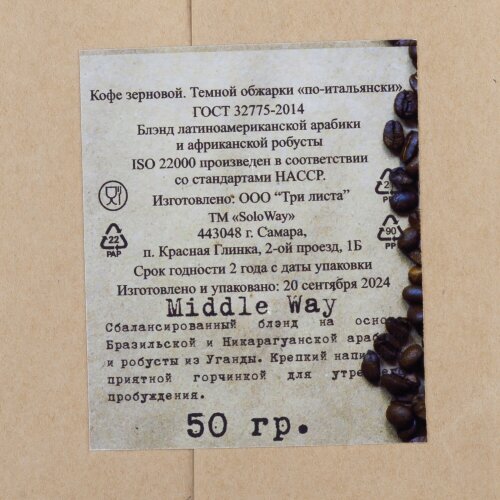 Кофе зерновой. Темной обжарки «по-итальянски»
ГОСТ 32775-2014
Блэнд латиноамериканской арабики
и африканской робусты
ISO 22000 произведен в соответствии
со стандартами НАССР.
Изготовлено: ООО “Три листа”
ТМ «SoloWay»
443048 г. Самара,
п. Красная Глинка, 2-ой проезд, 1Б
Срок годности 2 года с даты упаковки
Изготовлено и упаковано: 20 сентября 2024
22
PAP
90
Middle Way
Сбалансированный блэнд на
Бразильской и Никарагуанской
и робусты из Уганды. Крепкий
приятной горчинкой для
пробуждения.
50 гр.